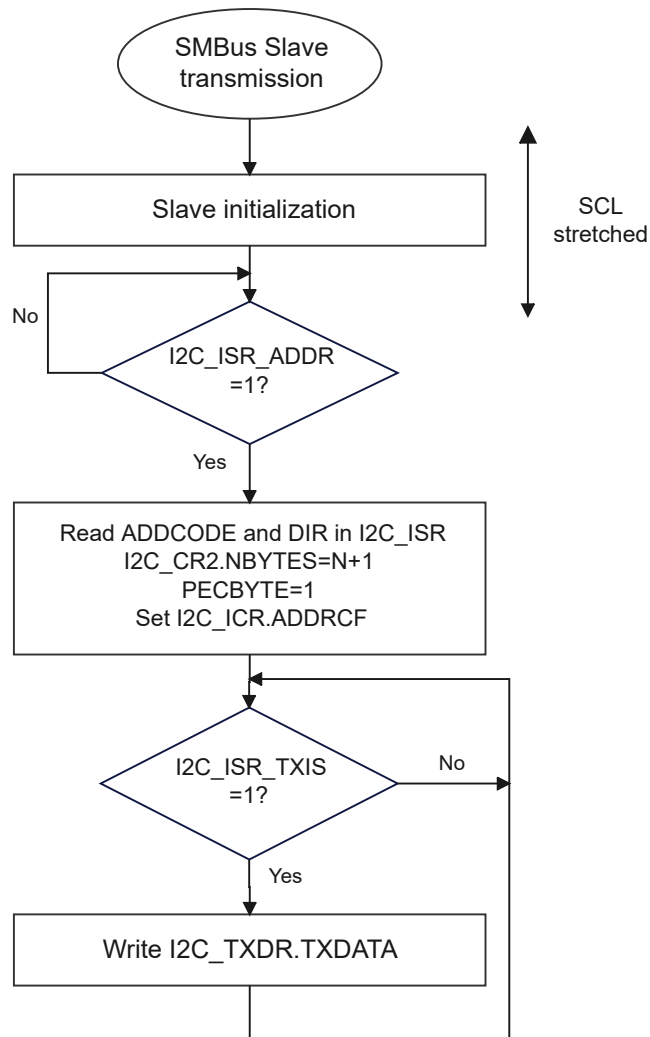 SMBus Slave
transmission
Slave initialization
SCL
stretched
No
I2C_ISR_ADDR
=1?
Yes
Read ADDCODE and DIR in I2C_ISR
I2C_CR2.NBYTES=N+1
PECBYTE=1
Set I2C_ICR.ADDRCF
I2C_ISR_TXIS
=1?
No
Yes
Write I2C_TXDR.TXDATA